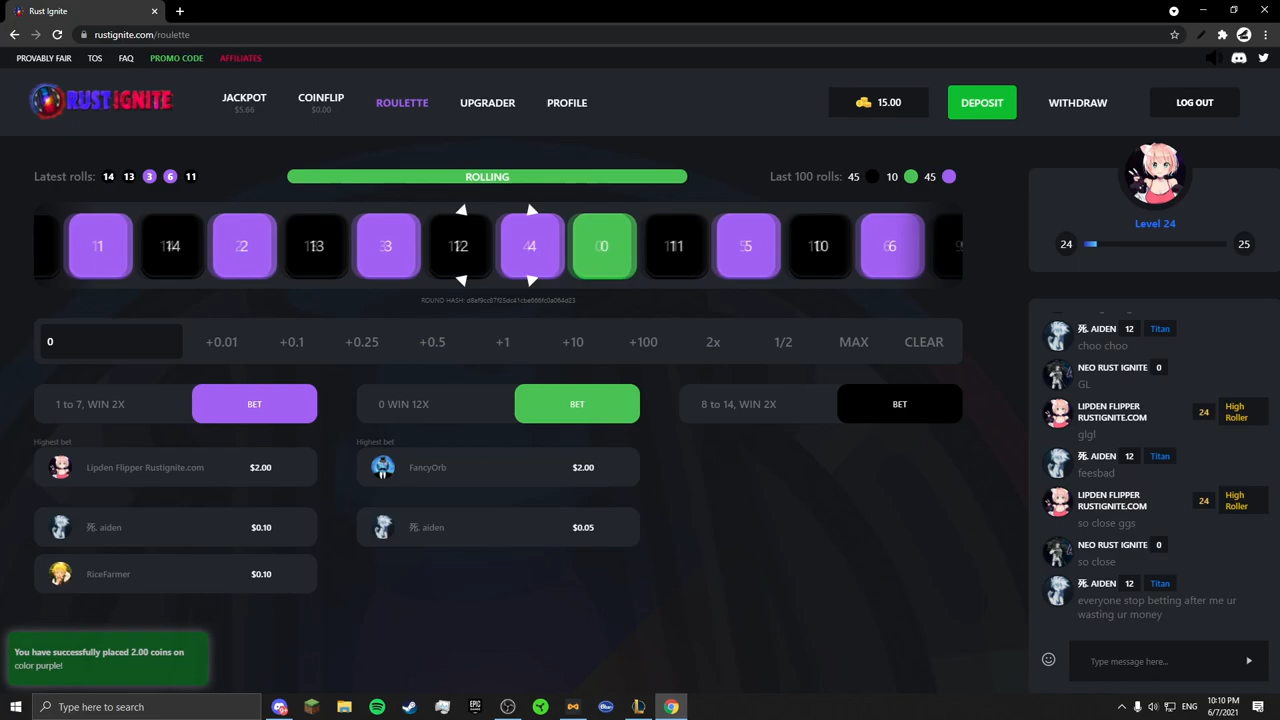 Rust Ignite
rustignite.com/roulette
PROVABLY FAIR TOS FAQ PROMO CODE AFFILIATES
RUST IGNITE
JACKPOT
$5.66
COINFLIP
$0.00
ROULETTE
UPGRADER
PROFILE
15.00
DEPOSIT
WITHDRAW
LOG OUT
Latest rolls: 14 13 3 6 11
ROLLING
Last 100 rolls: 45 10 45
1 14 2 13 3 12 4 0 11 5 10 6 9
ROUND HASH: d8af9cc87f25dc41cbe666fc0a064d23
0 +0.01 +0.1 +0.25 +0.5 +1 +10 +100 2x 1/2 MAX CLEAR
1 to 7, WIN 2X BET
0 WIN 12X BET
8 to 14, WIN 2X BET
Highest bet
Lipden Flipper Rustignite.com $2.00
死. aiden $0.10
RiceFarmer $0.10
Highest bet
FancyOrb $2.00
死. aiden $0.05
Level 24
24 25
死. AIDEN 12 Titan
choo choo
NEO RUST IGNITE 0
GL
LIPDEN FLIPPER
RUSTIGNITE.COM
24
High
Roller
glgl
死. AIDEN 12 Titan
feesbad
LIPDEN FLIPPER
RUSTIGNITE.COM
24
High
Roller
so close ggs
NEO RUST IGNITE 0
so close
死. AIDEN 12 Titan
everyone stop betting after me ur
wasting ur money
Type message here...
You have successfully placed 2.00 coins on
color purple!
Type here to search
EPIC
ENG
10:10 PM
6/7/2021